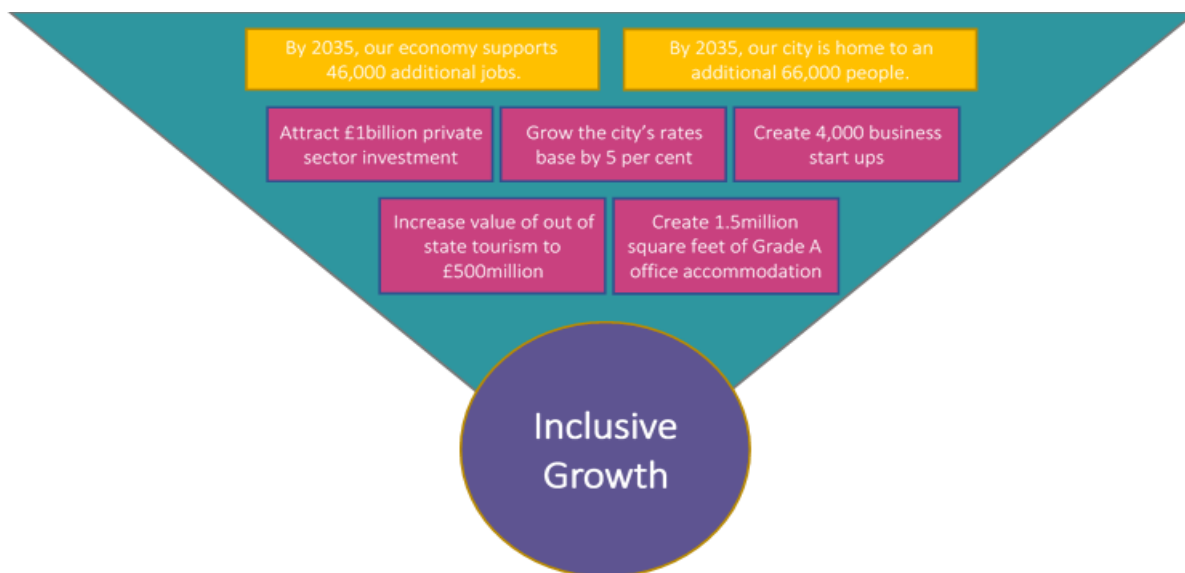 By 2035, our economy supports
46,000 additional jobs.
By 2035, our city is home to an
additional 66,000 people.
Attract £1billion private
sector investment
Grow the city's rates
base by 5 per cent
Create 4,000 business
start ups
Increase value of out of
state tourism to
£500million
Create 1.5million
square feet of Grade A
office accommodation
Inclusive
Growth